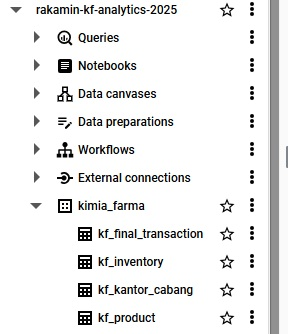 rakamin-kf-analytics-2025
Queries
Notebooks
Data canvases
Data preparations
Workflows
External connections
kimia_farma
kf_final_transaction
kf_inventory
kf_kantor_cabang
kf_product